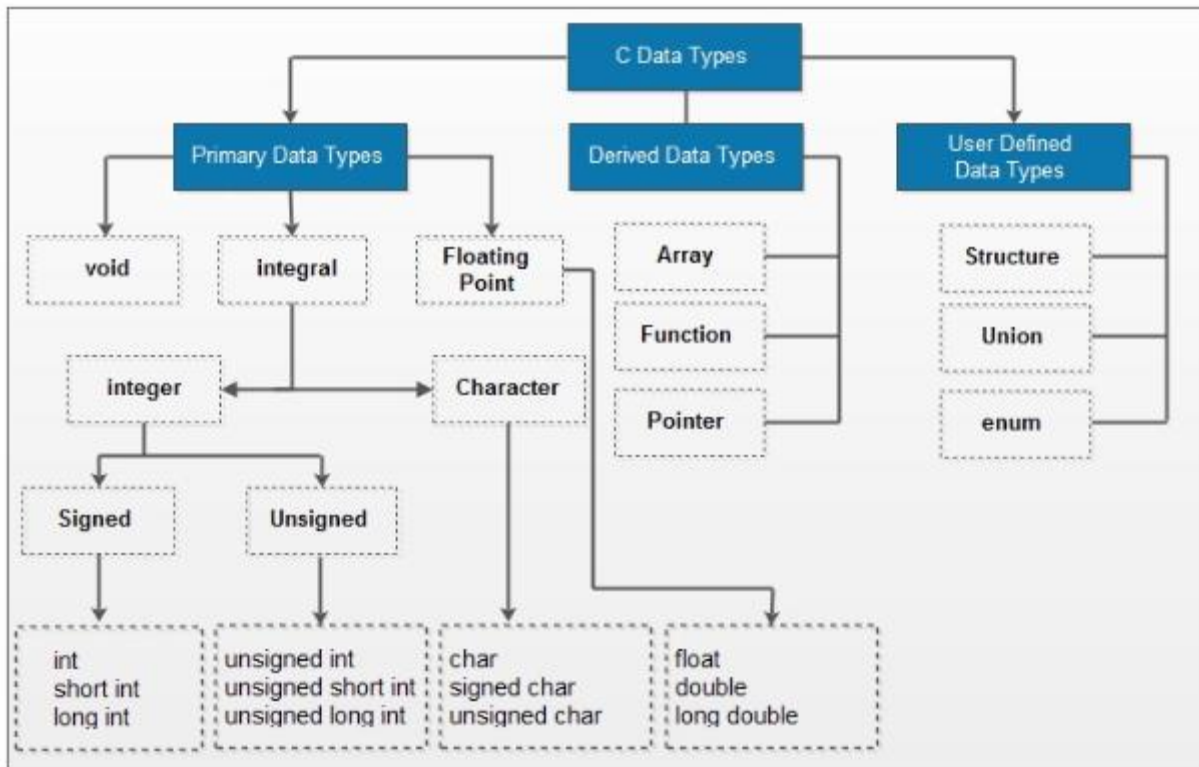 C Data Types
Primary Data Types
Derived Data Types
User Defined
Data Types
void
integral
Floating
Point
Array
Structure
Function
Union
integer
Character
Pointer
enum
Signed
Unsigned
int
short int
long int
unsigned int
unsigned short int
unsigned long int
char
signed char
unsigned char
float
double
long double